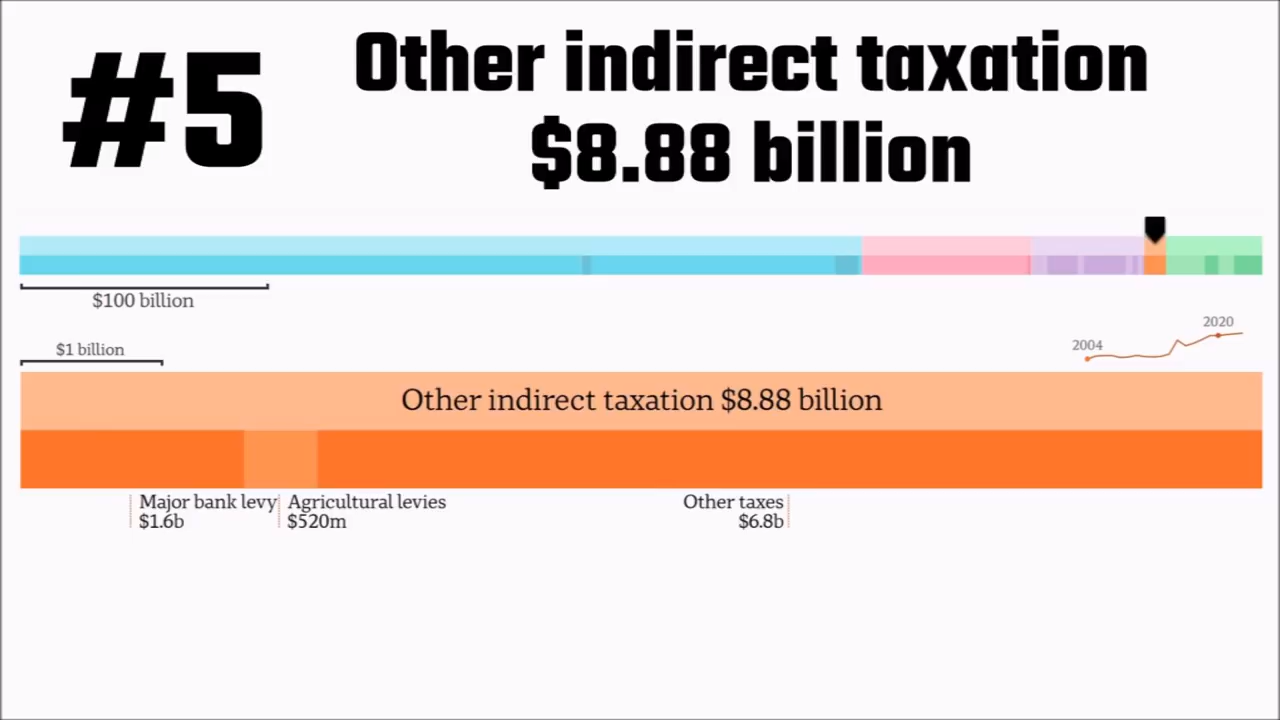 #5
Other indirect taxation
$8.88 billion
$100 billion
2020
2004
$1 billion
Other indirect taxation $8.88 billion
Major bank levy
$1.6b
Agricultural levies
$520m
Other taxes
$6.8b